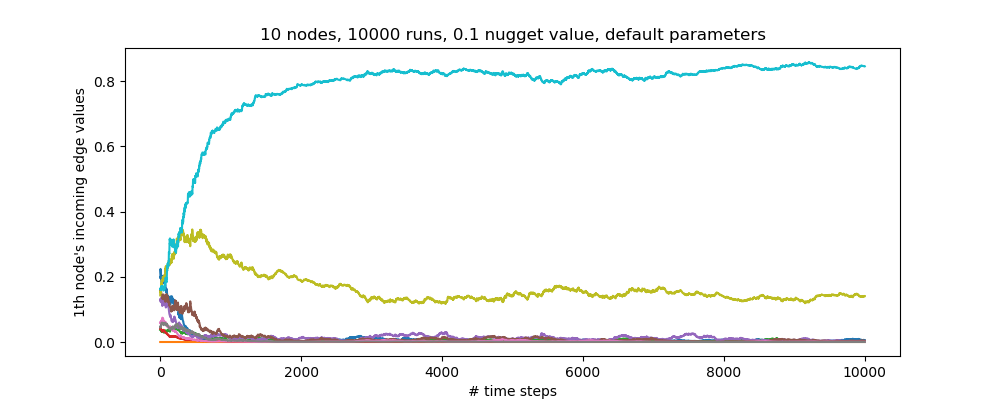 10 nodes, 10000 runs, 0.1 nugget value, default parameters
1th node's incoming edge values
0.8
0.6
0.4
0.2
0.0
0 2000 4000 6000 8000 10000
# time steps